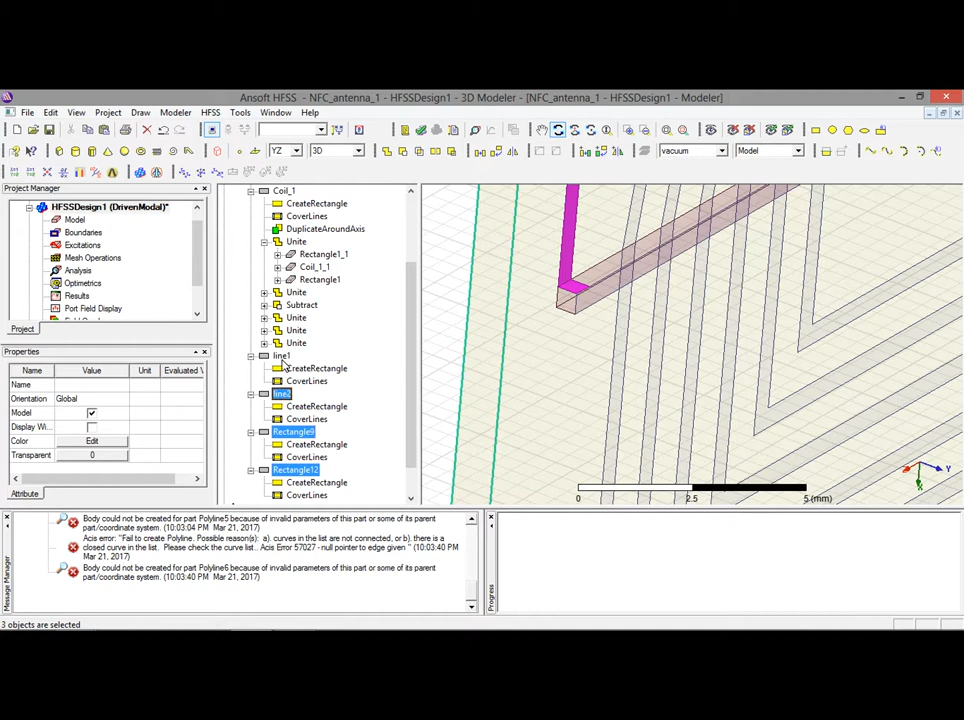 Ansoft HFSS - NFC_antenna_1 - HFSSDesign1 - 3D Modeler - [NFC_antenna_1 - HFSSDesign1 - Modeler]
File Edit View Project Draw Modeler HFSS Tools Window Help
YZ 3D vacuum Model
Project Manager
HFSSDesign1 (DrivenModal)*
Model
Boundaries
Excitations
Mesh Operations
Analysis
Optimetrics
Results
Port Field Display
Project
Properties
Name Value Unit Evaluated V
Name
Orientation Global
Model
Display Wi...
Color Edit
Transparent 0
Attribute
Coil_1
CreateRectangle
CoverLines
DuplicateAroundAxis
Unite
Rectangle1_1
Coil_1_1
Rectangle1
Unite
Subtract
Unite
Unite
Unite
line1
CreateRectangle
CoverLines
line2
CreateRectangle
CoverLines
Rectangle9
CreateRectangle
CoverLines
Rectangle12
CreateRectangle
CoverLines
Y
X
0 2.5 5 (mm)
Message Manager
Body could not be created for part Polyline5 because of invalid parameters of this part or some of its parent
part/coordinate system. (10:03:04 PM Mar 21, 2017)
Acis error: "Fail to create Polyline. Possible reason(s): a). curves in the list are not connected, or b). there is a
closed curve in the list. Please check the curve list.. Acis Error 57027 - null pointer to edge given " (10:03:40 PM
Mar 21, 2017)
Body could not be created for part Polyline6 because of invalid parameters of this part or some of its parent
part/coordinate system. (10:03:40 PM Mar 21, 2017)
Progress
3 objects are selected